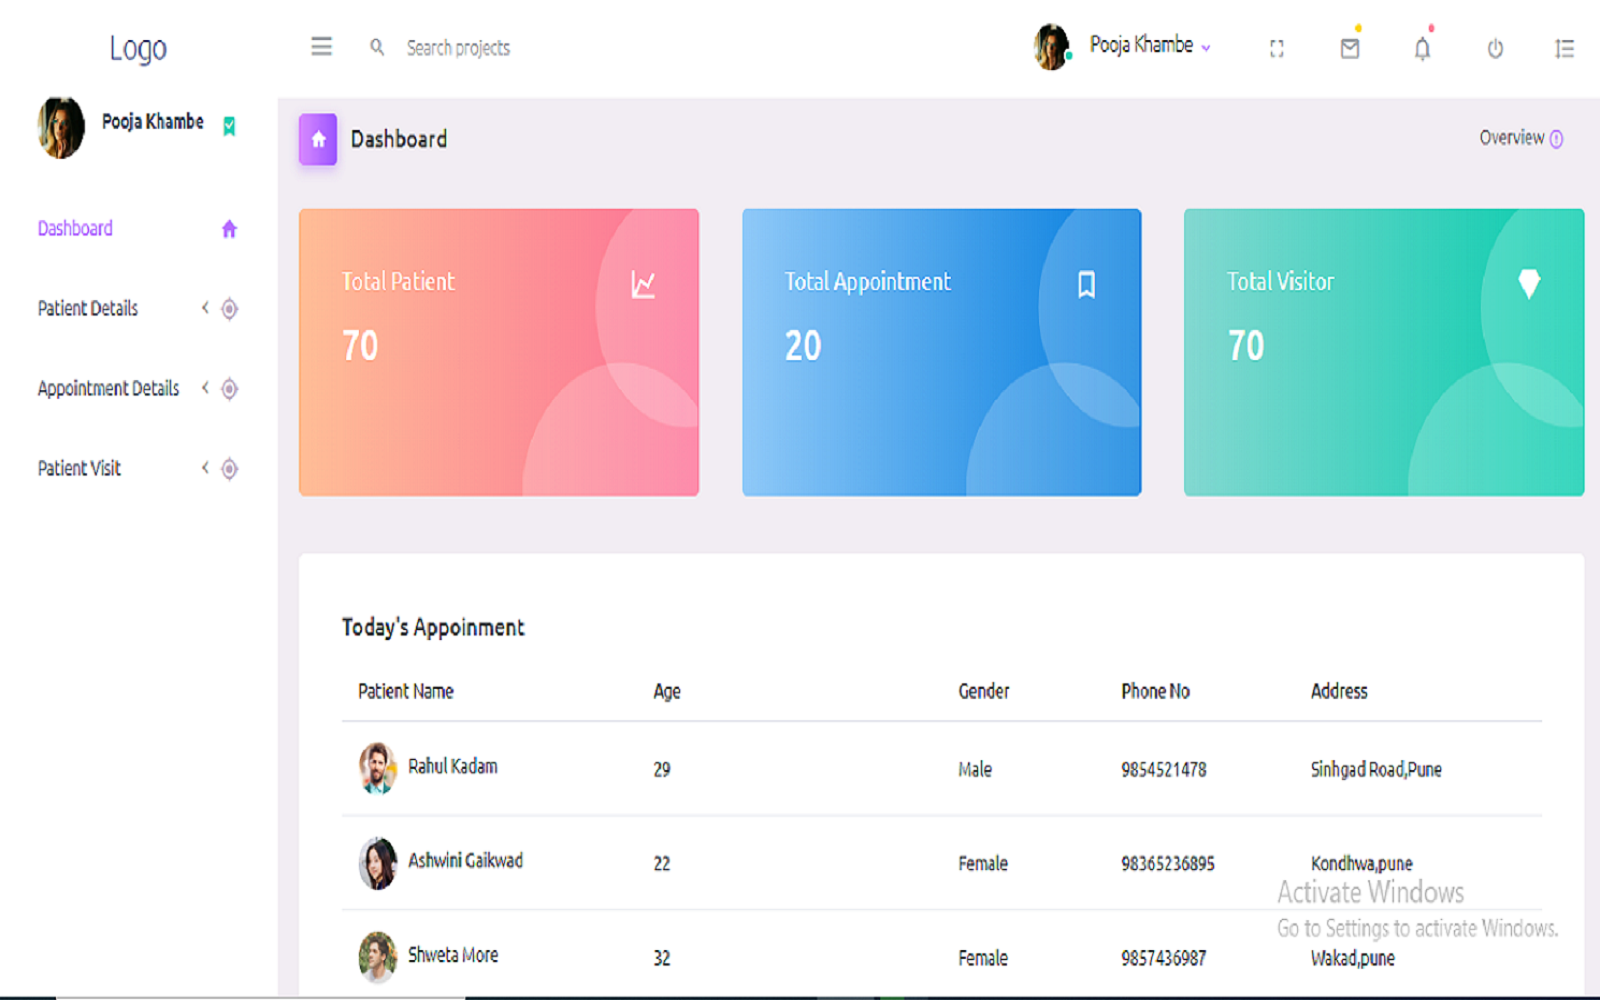 Logo
Search projects
Pooja Khambe
Pooja Khambe
Dashboard
Overview
Dashboard
Patient Details
Appointment Details
Patient Visit
Total Patient
70
Total Appointment
20
Total Visitor
70
Today's Appoinment
Patient Name Age Gender Phone No Address
Rahul Kadam 29 Male 9854521478 Sinhgad Road,Pune
Ashwini Gaikwad 22 Female 98365236895 Kondhwa,pune
Activate Windows
Go to Settings to activate Windows.
Shweta More 32 Female 9857436987 Wakad,pune